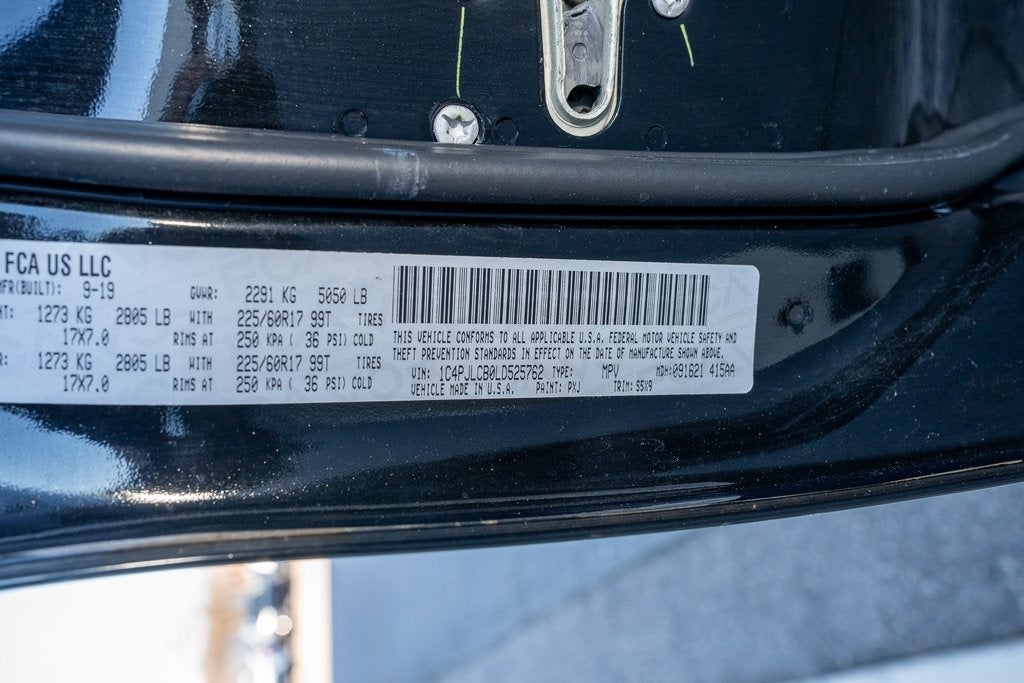 FCA US LLC
MFR(BUILT): 9-19 GVWR: 2291 KG 5050 LB
NT: 1273 KG 2805 LB WITH 225/60R17 99T TIRES
17X7.0 RIMS AT 250 KPA ( 36 PSI) COLD
R: 1273 KG 2805 LB WITH 225/60R17 99T TIRES
17X7.0 RIMS AT 250 KPA ( 36 PSI) COLD
THIS VEHICLE CONFORMS TO ALL APPLICABLE U.S.A. FEDERAL MOTOR VEHICLE SAFETY AND
THEFT PREVENTION STANDARDS IN EFFECT ON THE DATE OF MANUFACTURE SHOWN ABOVE.
VIN: 1C4PJLCB0LD525762 TYPE: MPV MDH:091621 415AA
VEHICLE MADE IN U.S.A. PAINT: PXJ TRIM: S5X9